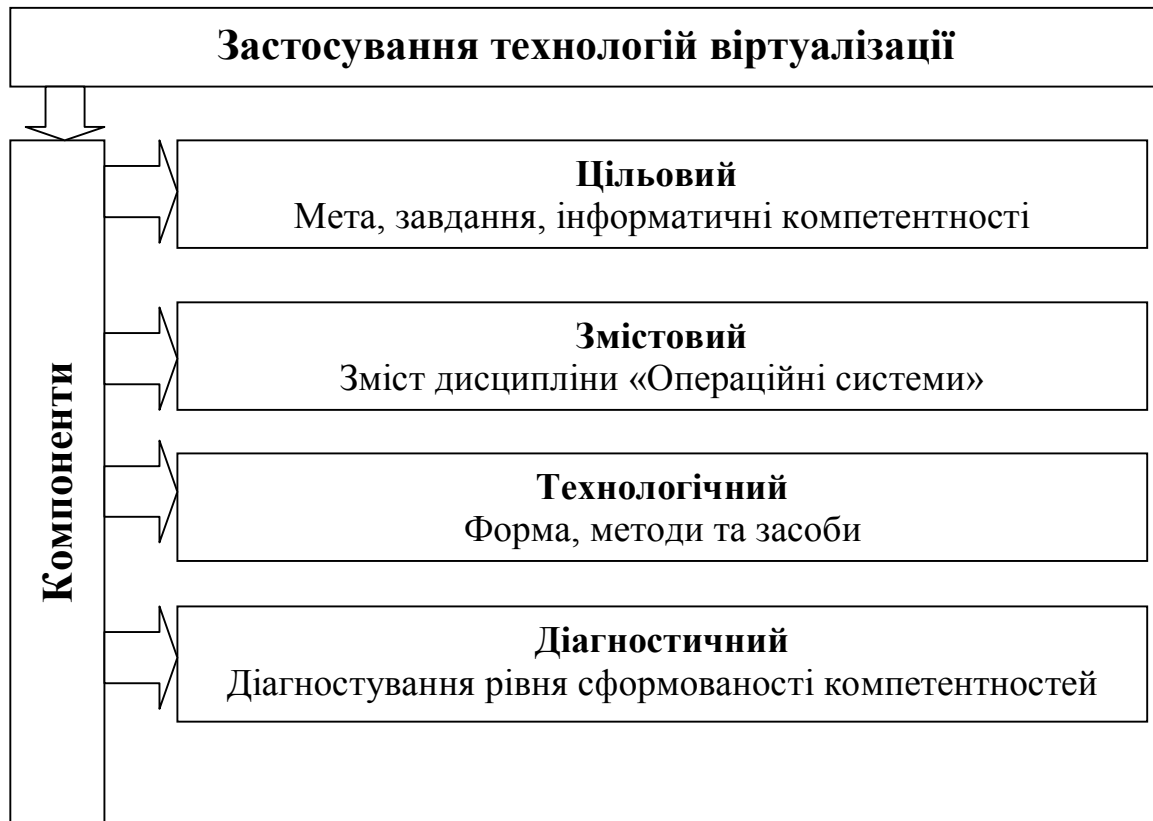 Застосування технологій віртуалізації
Компоненти
Цільовий
Мета, завдання, інформатичні компетентності
Змістовий
Зміст дисципліни «Операційні системи»
Технологічний
Форма, методи та засоби
Діагностичний
Діагностування рівня сформованості компетентностей